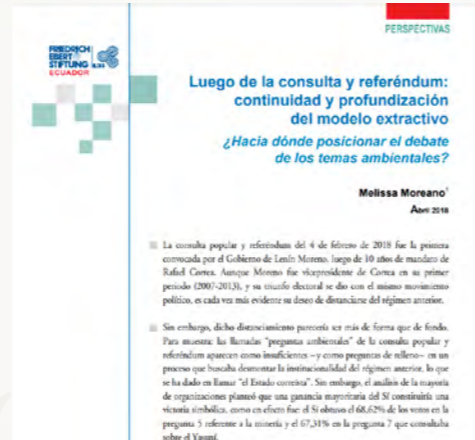 PERSPECTIVAS
FRIEDRICH
EBERT
STIFTUNG
ECUADOR
Luego de la consulta y referéndum:
continuidad y profundización
del modelo extractivo
¿Hacia dónde posicionar el debate
de los temas ambientales?
Melissa Moreano¹
Abril 2018
La consulta popular y referéndum del 4 de febrero de 2018 fue la primera
convocada por el Gobierno de Lenín Moreno, luego de 10 años de mandato de
Rafael Correa. Aunque Moreno fue vicepresidente de Correa en su primer
periodo (2007-2013), y su triunfo electoral se dio con el mismo movimiento
político, es cada vez más evidente su deseo de distanciarse del régimen anterior.
Sin embargo, dicho distanciamiento parecería ser más de forma que de fondo.
Para muestra: las llamadas "preguntas ambientales" de la consulta popular y
referéndum aparecen como insuficientes –y como preguntas de relleno– en un
proceso que buscaba desmontar la institucionalidad del régimen anterior, lo que
se ha dado en llamar "el Estado correísta". Sin embargo, el análisis de la mayoría
de organizaciones planteó que una ganancia mayoritaria del SÍ constituiría una
victoria simbólica, como en efecto fue: el SÍ obtuvo el 68,62% de los votos en la
pregunta 5 referente a la minería y el 67,31% en la pregunta 7 que consultaba
sobre el Yasuní.